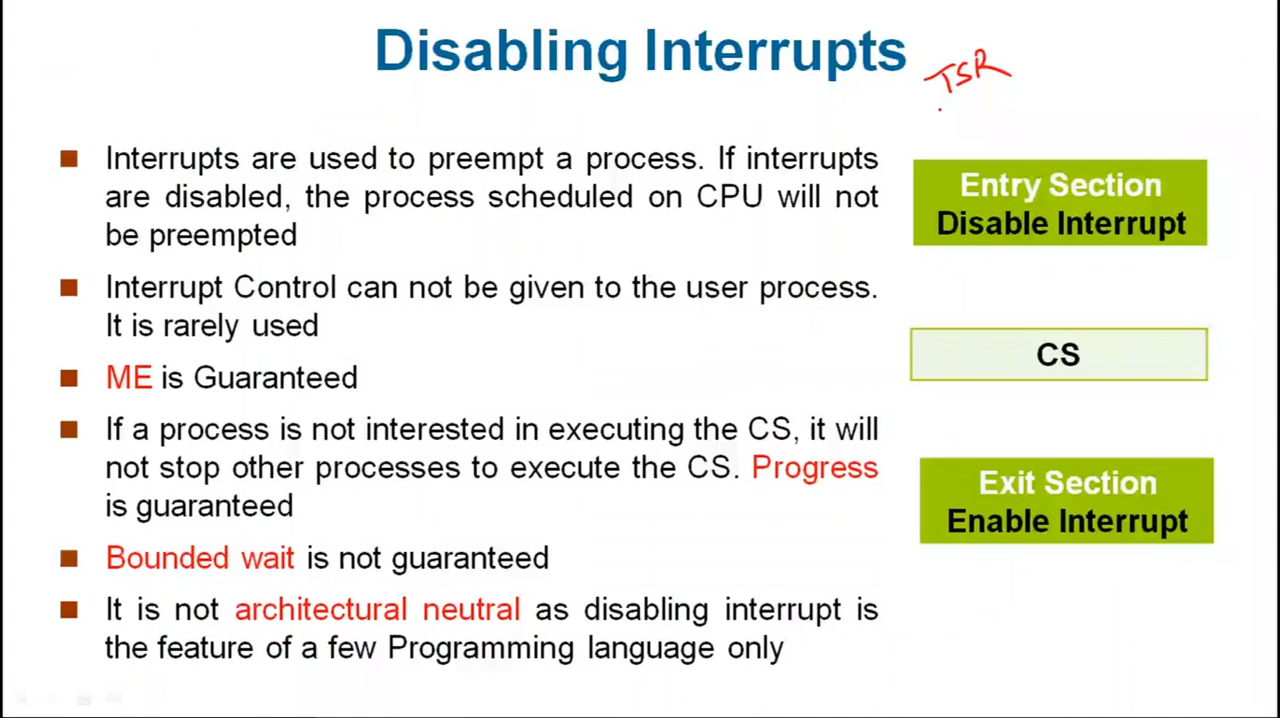 Disabling Interrupts
TSR
Interrupts are used to preempt a process. If interrupts
are disabled, the process scheduled on CPU will not
be preempted
Interrupt Control can not be given to the user process.
It is rarely used
ME is Guaranteed
If a process is not interested in executing the CS, it will
not stop other processes to execute the CS. Progress
is guaranteed
Bounded wait is not guaranteed
It is not architectural neutral as disabling interrupt is
the feature of a few Programming language only
Entry Section
Disable Interrupt
CS
Exit Section
Enable Interrupt